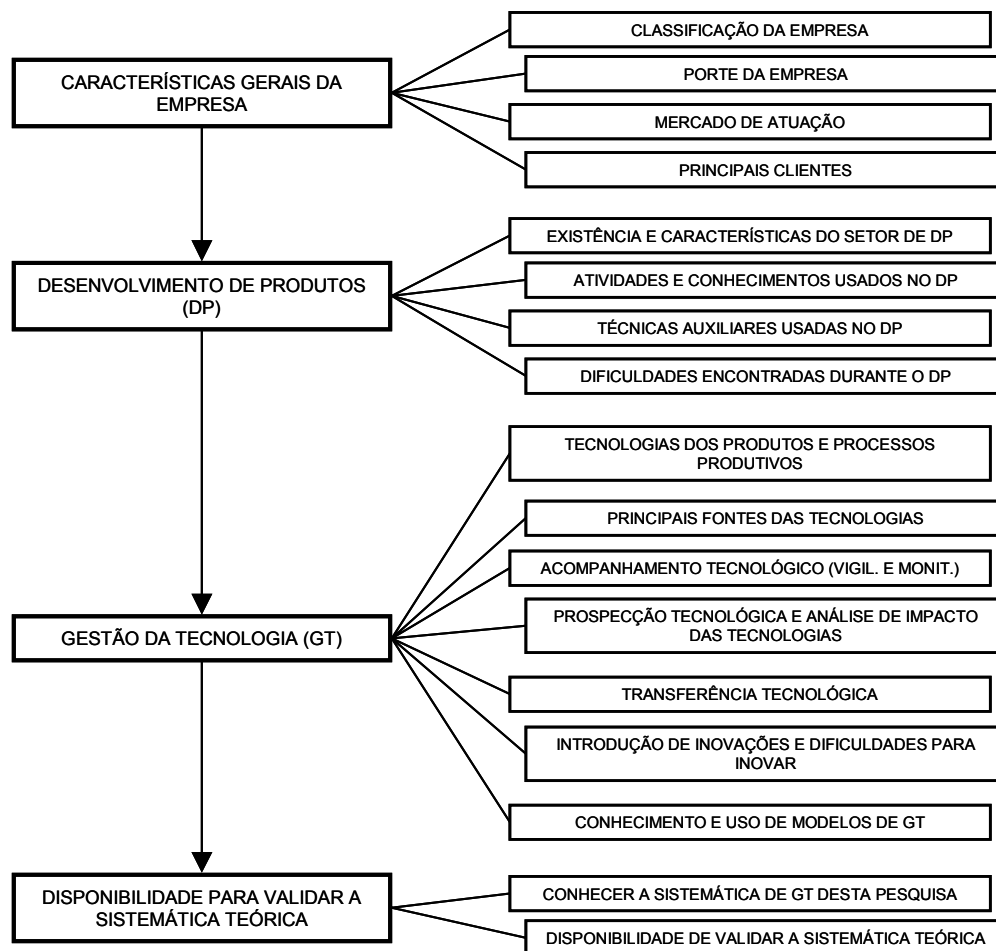 CARACTERÍSTICAS GERAIS DA
EMPRESA
CLASSIFICAÇÃO DA EMPRESA
PORTE DA EMPRESA
MERCADO DE ATUAÇÃO
PRINCIPAIS CLIENTES
DESENVOLVIMENTO DE PRODUTOS
(DP)
EXISTÊNCIA E CARACTERÍSTICAS DO SETOR DE DP
ATIVIDADES E CONHECIMENTOS USADOS NO DP
TÉCNICAS AUXILIARES USADAS NO DP
DIFICULDADES ENCONTRADAS DURANTE O DP
GESTÃO DA TECNOLOGIA (GT)
TECNOLOGIAS DOS PRODUTOS E PROCESSOS
PRODUTIVOS
PRINCIPAIS FONTES DAS TECNOLOGIAS
ACOMPANHAMENTO TECNOLÓGICO (VIGIL. E MONIT.)
PROSPECÇÃO TECNOLÓGICA E ANÁLISE DE IMPACTO
DAS TECNOLOGIAS
TRANSFERÊNCIA TECNOLÓGICA
INTRODUÇÃO DE INOVAÇÕES E DIFICULDADES PARA
INOVAR
CONHECIMENTO E USO DE MODELOS DE GT
DISPONIBILIDADE PARA VALIDAR A
SISTEMÁTICA TEÓRICA
CONHECER A SISTEMÁTICA DE GT DESTA PESQUISA
DISPONIBILIDADE DE VALIDAR A SISTEMÁTICA TEÓRICA